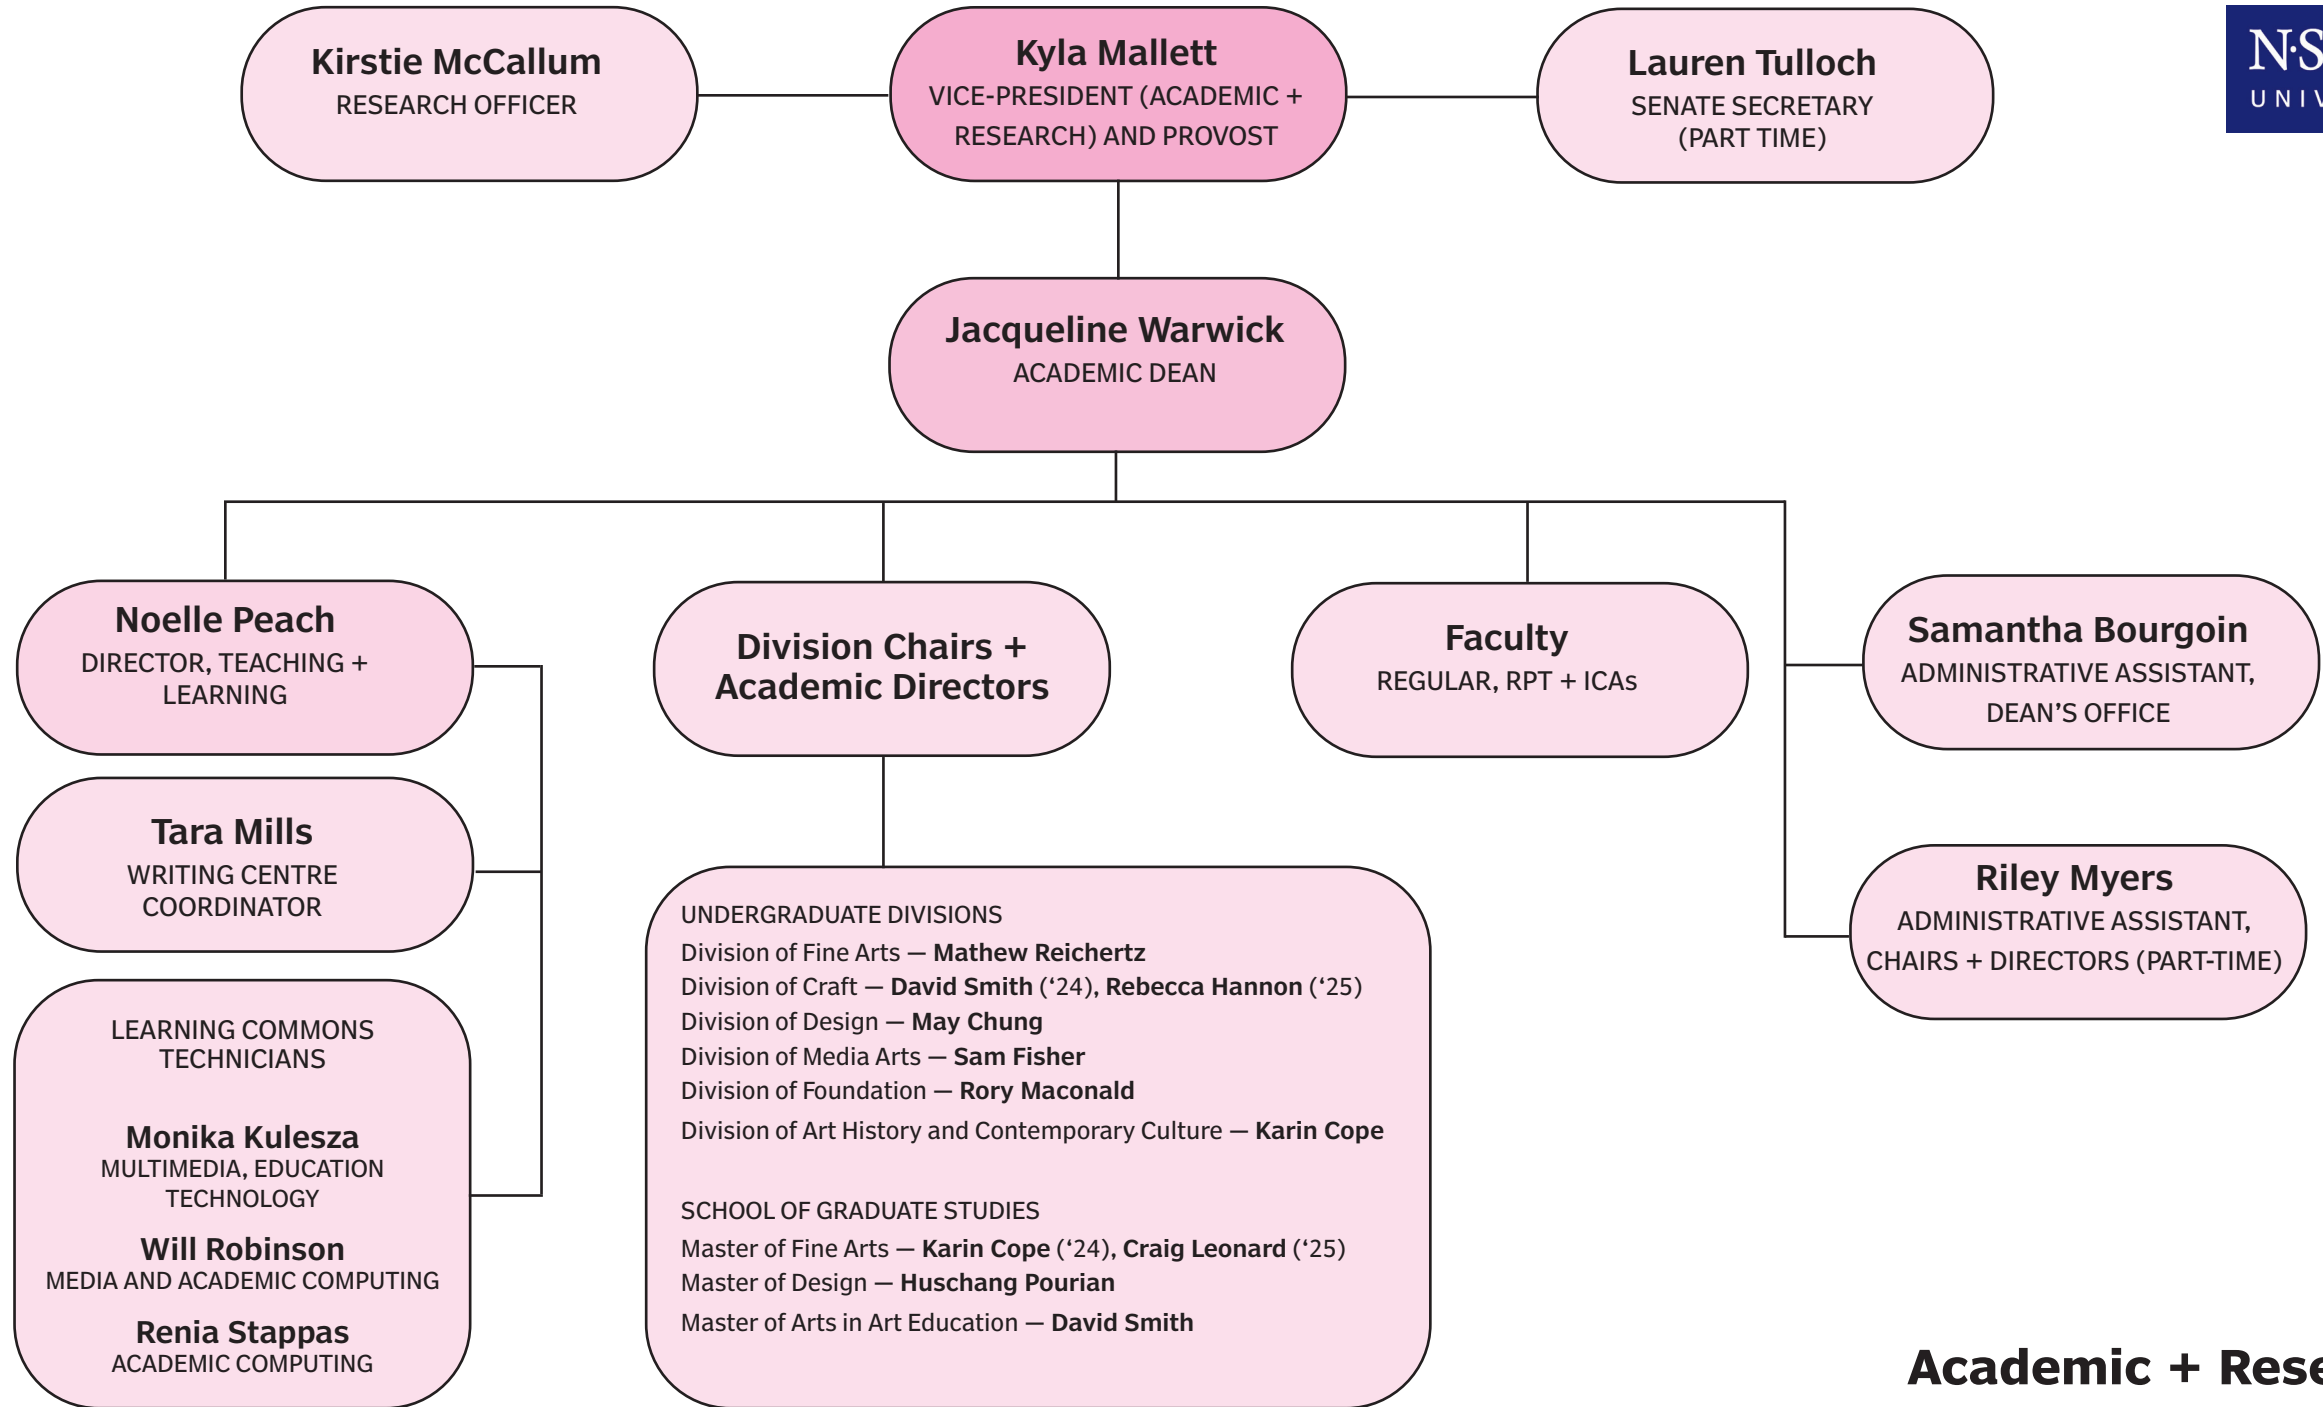 Kirstie McCallum
RESEARCH OFFICER
Kyla Mallett
VICE-PRESIDENT (ACADEMIC +
RESEARCH) AND PROVOST
Lauren Tulloch
SENATE SECRETARY
(PART TIME)
N·S
UNIV
Jacqueline Warwick
ACADEMIC DEAN
Noelle Peach
DIRECTOR, TEACHING +
LEARNING
Tara Mills
WRITING CENTRE
COORDINATOR
LEARNING COMMONS
TECHNICIANS
Monika Kulesza
MULTIMEDIA, EDUCATION
TECHNOLOGY
Will Robinson
MEDIA AND ACADEMIC COMPUTING
Renia Stappas
ACADEMIC COMPUTING
Division Chairs +
Academic Directors
UNDERGRADUATE DIVISIONS
Division of Fine Arts — Mathew Reichertz
Division of Craft — David Smith (‘24), Rebecca Hannon (‘25)
Division of Design — May Chung
Division of Media Arts — Sam Fisher
Division of Foundation — Rory Maconald
Division of Art History and Contemporary Culture — Karin Cope
SCHOOL OF GRADUATE STUDIES
Master of Fine Arts — Karin Cope (‘24), Craig Leonard (‘25)
Master of Design — Huschang Pourian
Master of Arts in Art Education — David Smith
Faculty
REGULAR, RPT + ICAs
Samantha Bourgoin
ADMINISTRATIVE ASSISTANT,
DEAN’S OFFICE
Riley Myers
ADMINISTRATIVE ASSISTANT,
CHAIRS + DIRECTORS (PART-TIME)
Academic + Rese